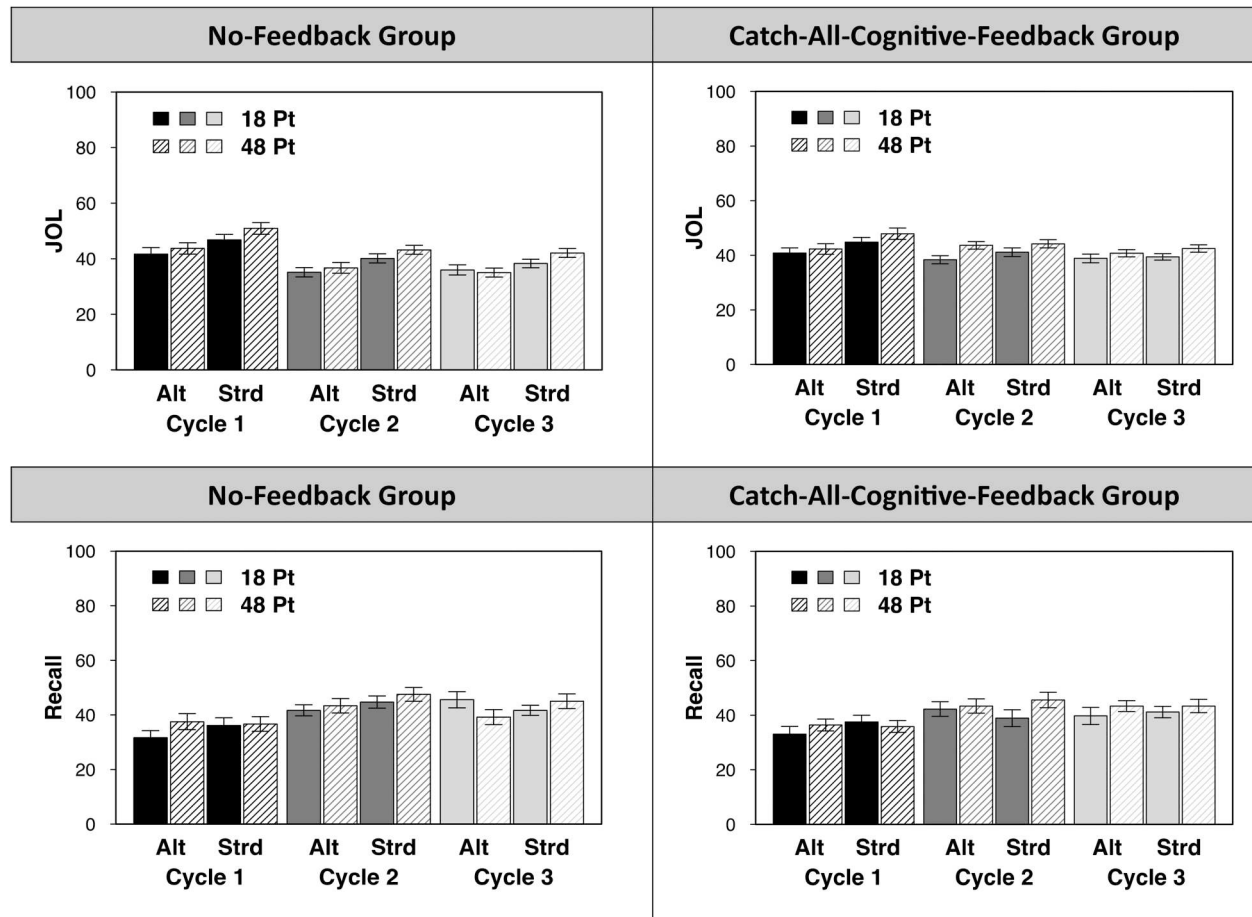 No-Feedback Group
Catch-All-Cognitive-Feedback Group
100
80
60
40
20
0
JOL
18 Pt
48 Pt
Alt Strd Alt Strd Alt Strd
Cycle 1 Cycle 2 Cycle 3
100
80
60
40
20
0
JOL
18 Pt
48 Pt
Alt Strd Alt Strd Alt Strd
Cycle 1 Cycle 2 Cycle 3
No-Feedback Group
Catch-All-Cognitive-Feedback Group
100
80
60
40
20
0
Recall
18 Pt
48 Pt
Alt Strd Alt Strd Alt Strd
Cycle 1 Cycle 2 Cycle 3
100
80
60
40
20
0
Recall
18 Pt
48 Pt
Alt Strd Alt Strd Alt Strd
Cycle 1 Cycle 2 Cycle 3